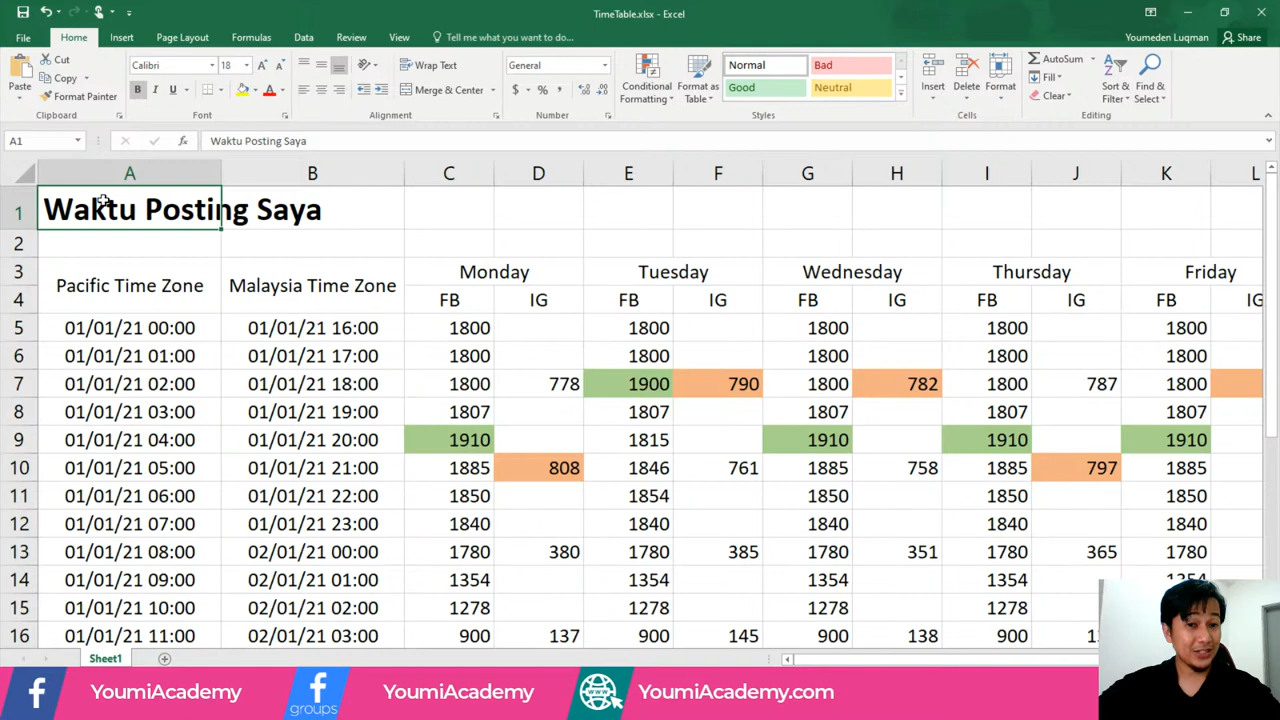 TimeTable.xlsx - Excel
File Home Insert Page Layout Formulas Data Review View Tell me what you want to do... Youmeden Luqman Share
Paste Cut Copy Format Painter Clipboard
Calibri 18 B I U A Font
Wrap Text Merge & Center Alignment
General $ % , Number
Conditional Formatting Format as Table Normal Bad Good Neutral Styles
Insert Delete Format Cells
AutoSum Fill Clear Sort & Filter Find & Select Editing
A1 fx Waktu Posting Saya
A B C D E F G H I J K L
1 Waktu Posting Saya
2
3 Pacific Time Zone Malaysia Time Zone Monday Tuesday Wednesday Thursday Friday
4 FB IG FB IG FB IG FB IG FB IG
5 01/01/21 00:00 01/01/21 16:00 1800 1800 1800 1800 1800
6 01/01/21 01:00 01/01/21 17:00 1800 1800 1800 1800 1800
7 01/01/21 02:00 01/01/21 18:00 1800 778 1900 790 1800 782 1800 787 1800
8 01/01/21 03:00 01/01/21 19:00 1807 1807 1807 1807 1807
9 01/01/21 04:00 01/01/21 20:00 1910 1815 1910 1910 1910
10 01/01/21 05:00 01/01/21 21:00 1885 808 1846 761 1885 758 1885 797 1885
11 01/01/21 06:00 01/01/21 22:00 1850 1854 1850 1850 1850
12 01/01/21 07:00 01/01/21 23:00 1840 1840 1840 1840 1840
13 01/01/21 08:00 02/01/21 00:00 1780 380 1780 385 1780 351 1780 365 1780
14 01/01/21 09:00 02/01/21 01:00 1354 1354 1354 1354 1354
15 01/01/21 10:00 02/01/21 02:00 1278 1278 1278 1278
16 01/01/21 11:00 02/01/21 03:00 900 137 900 145 900 138 900
Sheet1
YoumiAcademy groups YoumiAcademy www YoumiAcademy.com